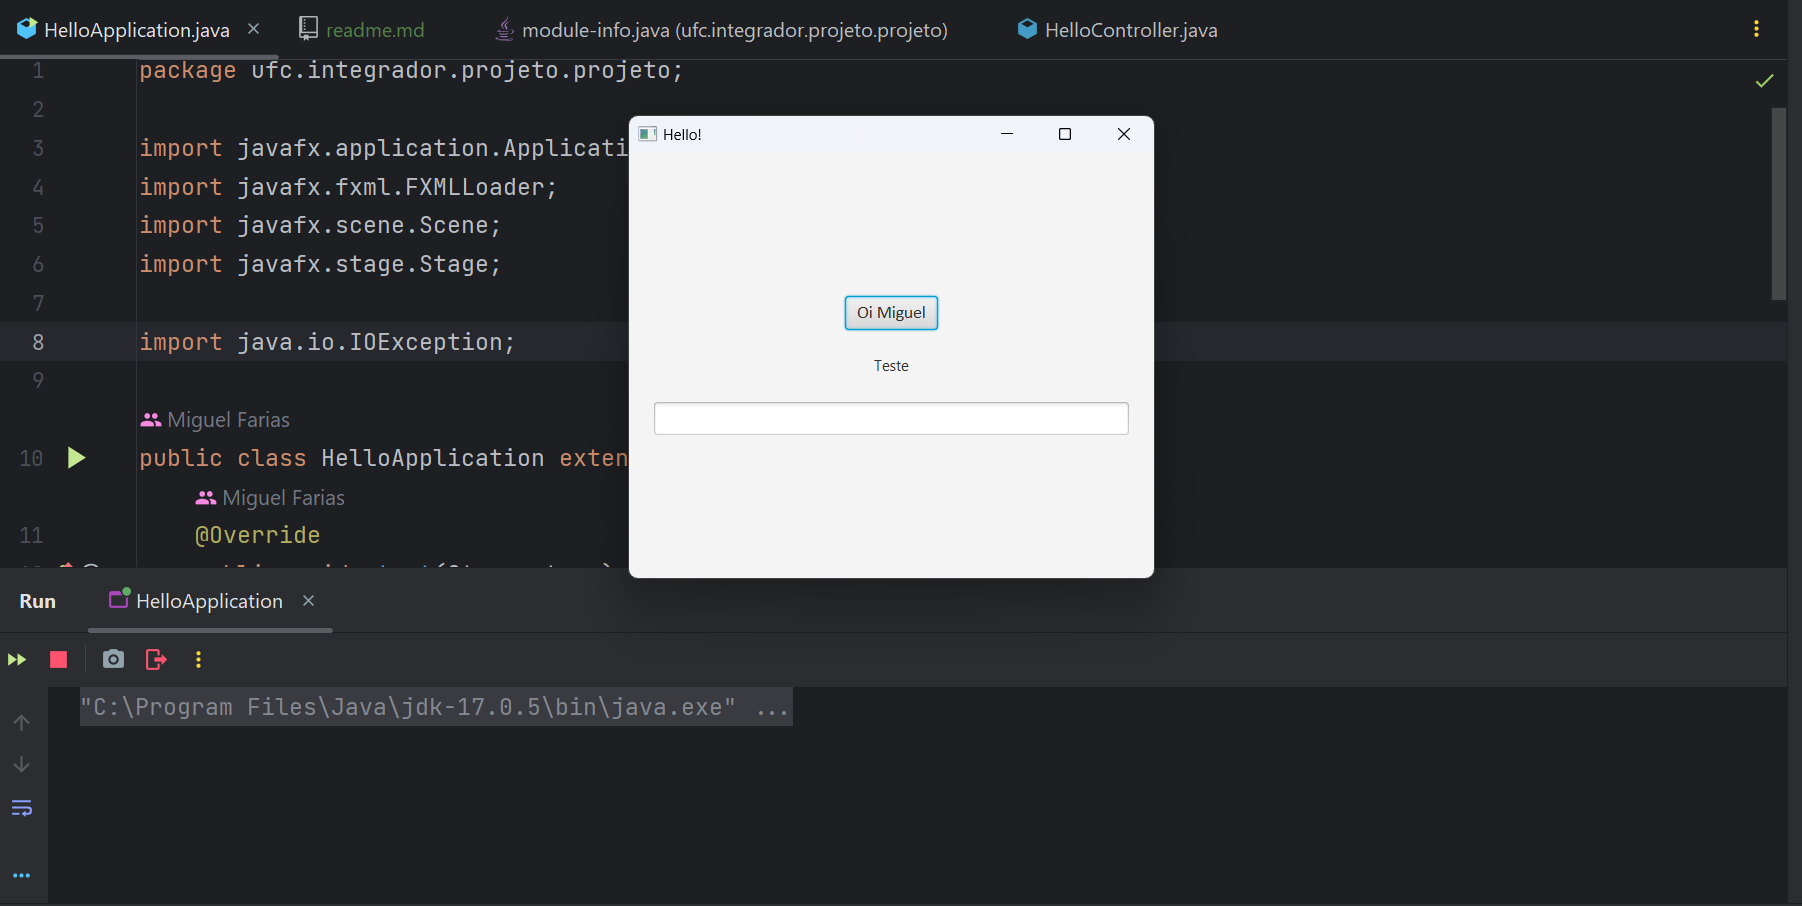 HelloApplication.java
readme.md
module-info.java (ufc.integrador.projeto.projeto)
HelloController.java
1 package ufc.integrador.projeto.projeto;
2
3 import javafx.application.Applicati
4 import javafx.fxml.FXMLLoader;
5 import javafx.scene.Scene;
6 import javafx.stage.Stage;
7
8 import java.io.IOException;
9
Miguel Farias
10 public class HelloApplication exten
Miguel Farias
11 @Override
Hello!
Oi Miguel
Teste
Run
HelloApplication
"C:\Program Files\Java\jdk-17.0.5\bin\java.exe" ...